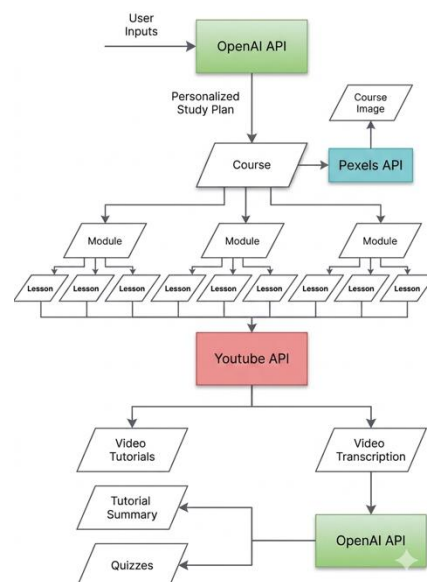 User
Inputs
OpenAI API
Personalized
Study Plan
Course
Image
Course
Pexels API
Module
Module
Module
Lesson
Lesson
Lesson
Lesson
Lesson
Lesson
Lesson
Lesson
Lesson
Youtube API
Video
Tutorials
Video
Transcription
Tutorial
Summary
OpenAI API
Quizzes